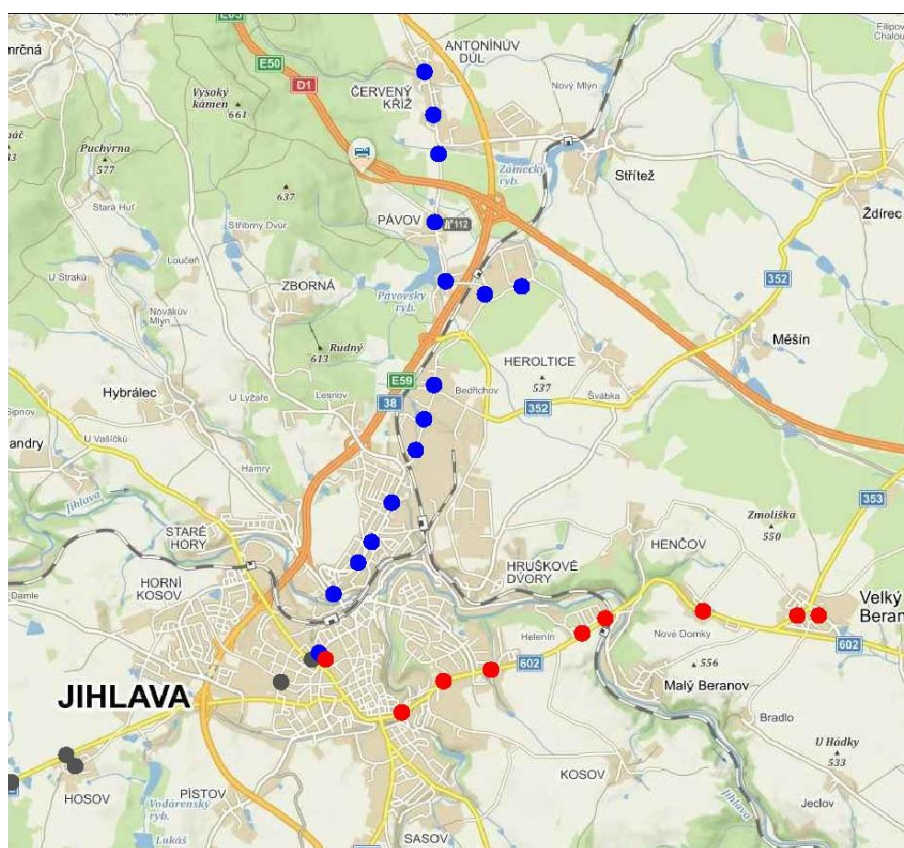 E50
D1
ANTONÍNŮV
DŮL
Vysoký
kámen
661
ČERVENÝ
KŘÍŽ
Nový Mlýn
Puchýrna
577
637
Zámecký
ryb.
Střítež
Stará Huť
Ždírec
PÁVOV
112
Stříbrný Dvůr
Loučeň
U Straků
ZBORNÁ
Pávovský
ryb.
352
Novákův
Mlýn
Rudný
613
Měšín
HEROLTICE
537
E59
38
Hybrálec
Lesnov
Bedřichov
Švábka
352
U Lyžaře
U Vašíčků
Hamry
Jihlava
353
Zmoliška
550
STARÉ
HORY
HENČOV
HRUŠKOVÉ
DVORY
HORNÍ
KOSOV
Velký
Beran
Helenín
Nové Domky
602
602
556
Malý Beranov
JIHLAVA
Bradlo
U Hádky
533
KOSOV
HOSOV
PÍSTOV
Vodárenský
ryb.
Jihlava
Jeclov
Lukáš
SASOV